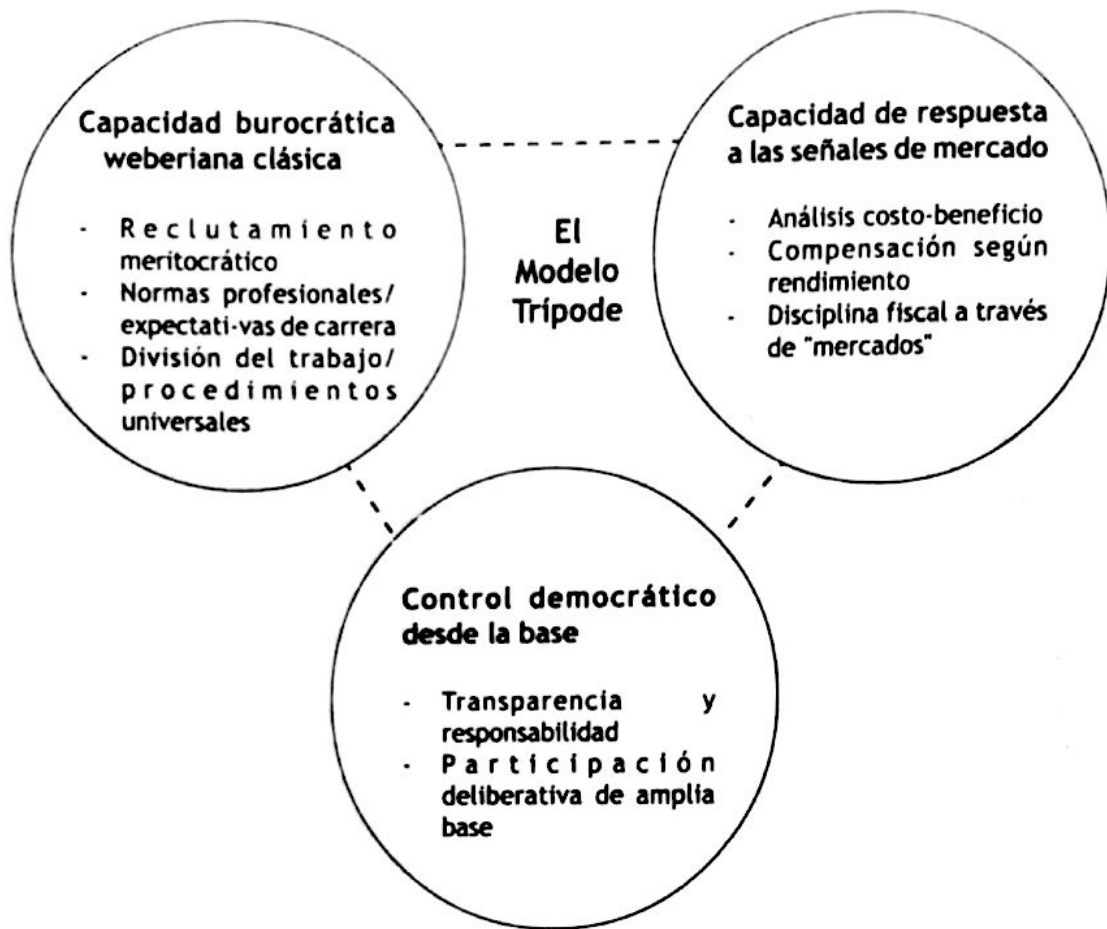 Capacidad burocrática
weberiana clásica
- Reclutamiento
meritocrático
- Normas profesionales/
expectati-vas de carrera
- División del trabajo/
procedimientos
universales
El
Modelo
Trípode
Capacidad de respuesta
a las señales de mercado
- Análisis costo-beneficio
- Compensación según
rendimiento
- Disciplina fiscal a través
de "mercados"
Control democrático
desde la base
- Transparencia y
responsabilidad
- Participación
deliberativa de amplia
base